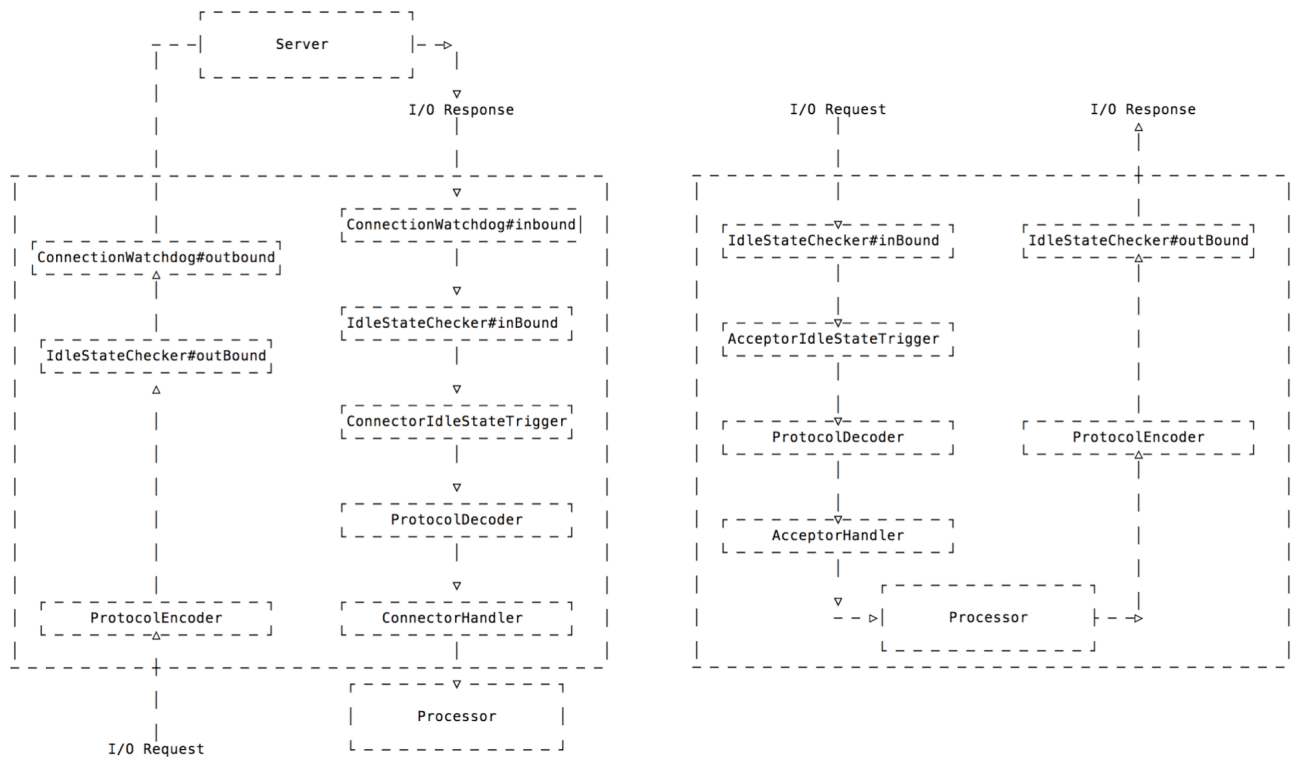 Server
I/O Response
ConnectionWatchdog#inbound
ConnectionWatchdog#outbound
IdleStateChecker#inBound
IdleStateChecker#outBound
ConnectorIdleStateTrigger
ProtocolDecoder
ProtocolEncoder
ConnectorHandler
Processor
I/O Request
I/O Request
I/O Response
IdleStateChecker#inBound
IdleStateChecker#outBound
AcceptorIdleStateTrigger
ProtocolDecoder
ProtocolEncoder
AcceptorHandler
Processor